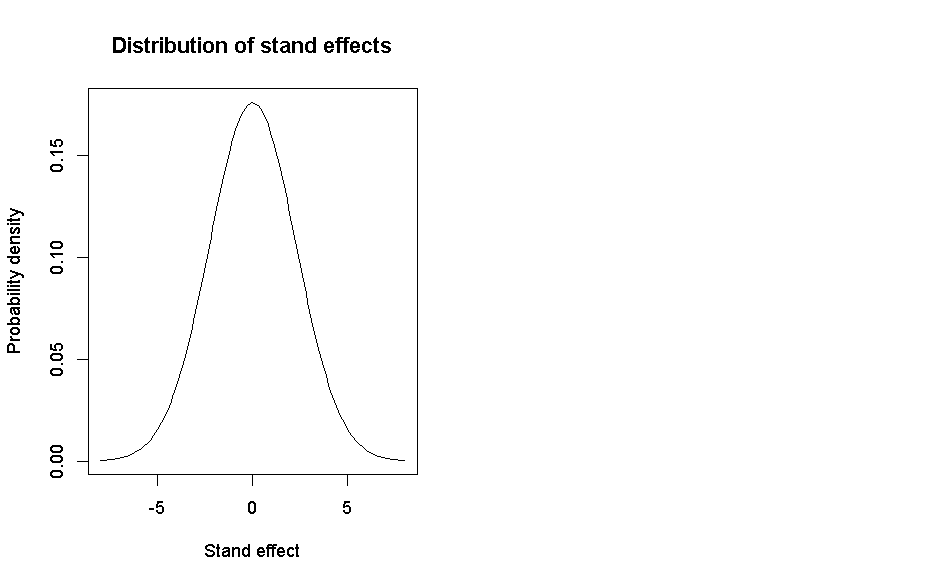 Distribution of stand effects
Probability density
0.15
0.10
0.05
0.00
-5 0 5
Stand effect